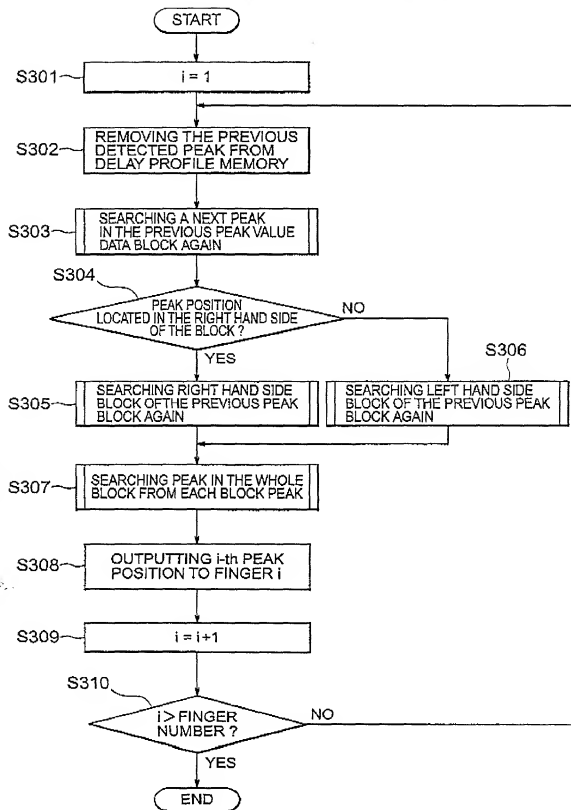 START
S301
i = 1
S302
REMOVING THE PREVIOUS
DETECTED PEAK FROM
DELAY PROFILE MEMORY
S303
SEARCHING A NEXT PEAK
IN THE PREVIOUS PEAK VALUE
DATA BLOCK AGAIN
S304
PEAK POSITION
LOCATED IN THE RIGHT HAND SIDE
OF THE BLOCK ?
NO
YES
S305
SEARCHING RIGHT HAND SIDE
BLOCK OF THE PREVIOUS PEAK
BLOCK AGAIN
S306
SEARCHING LEFT HAND SIDE
BLOCK OF THE PREVIOUS PEAK
BLOCK AGAIN
S307
SEARCHING PEAK IN THE WHOLE
BLOCK FROM EACH BLOCK PEAK
S308
OUTPUTTING i-th PEAK
POSITION TO FINGER i
S309
i = i+1
S310
i > FINGER
NUMBER ?
NO
YES
END